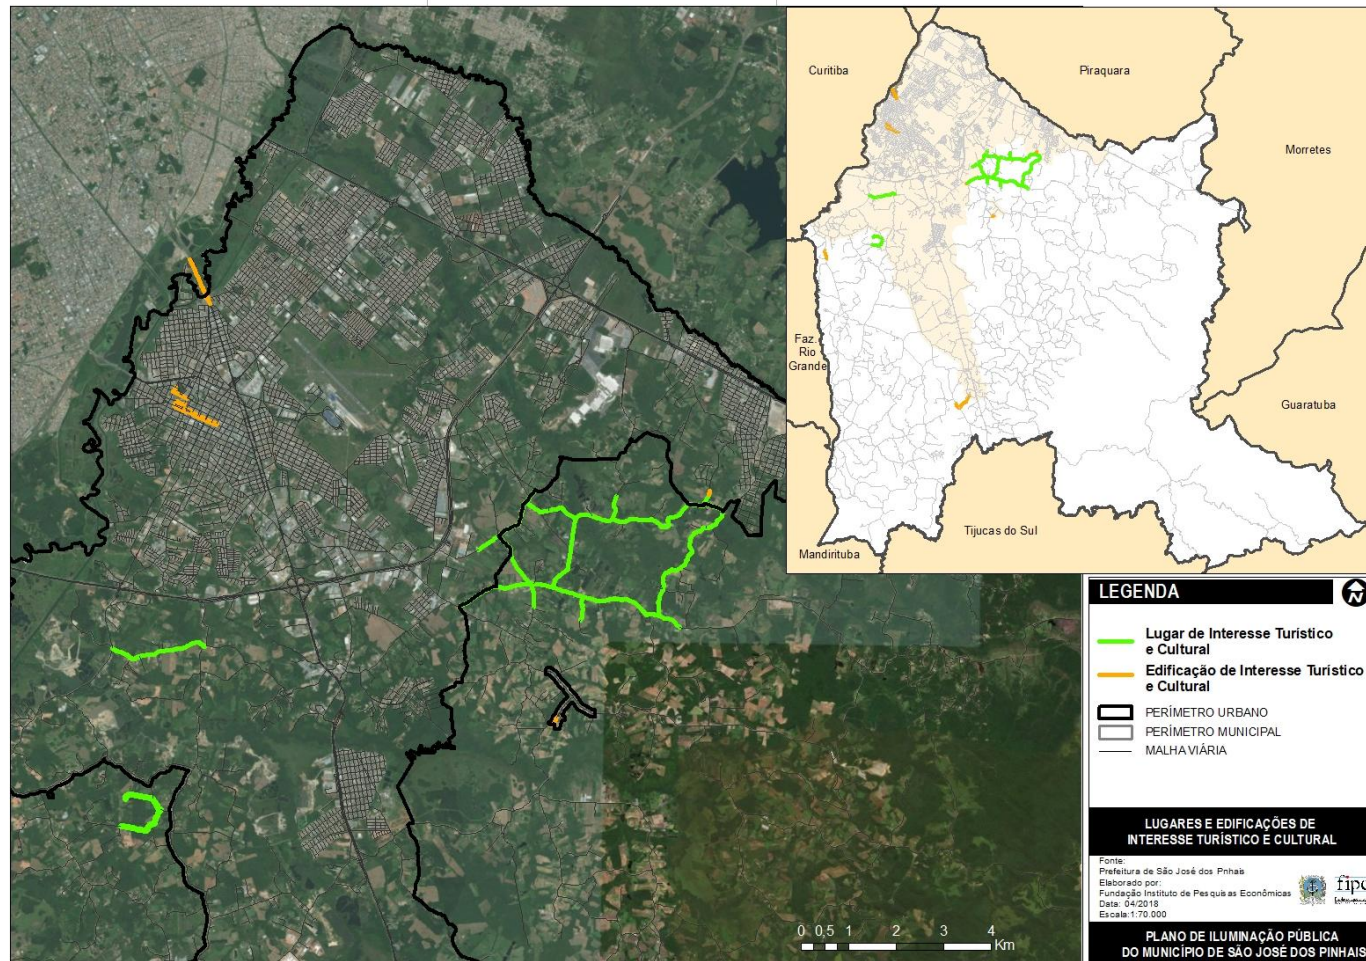 Curitiba
Piraquara
Morretes
Faz.
Rio
Grande
Guaratuba
Tijucas do Sul
Mandirituba
LEGENDA
N
Lugar de Interesse Turístico
e Cultural
Edificação de Interesse Turístico
e Cultural
PERÍMETRO URBANO
PERÍMETRO MUNICIPAL
MALHA VIÁRIA
LUGARES E EDIFICAÇÕES DE
INTERESSE TURÍSTICO E CULTURAL
Fonte:
Prefeitura de São José dos Pnhais
Elaborado por:
Fundação Instituto de Pesquisas Econômicas
Data: 04/2018
Escala:1:70.000
fipe
0 0,5 1 2 3 4
Km
PLANO DE ILUMINAÇÃO PÚBLICA
DO MUNICÍPIO DE SÃO JOSÉ DOS PINHAIS